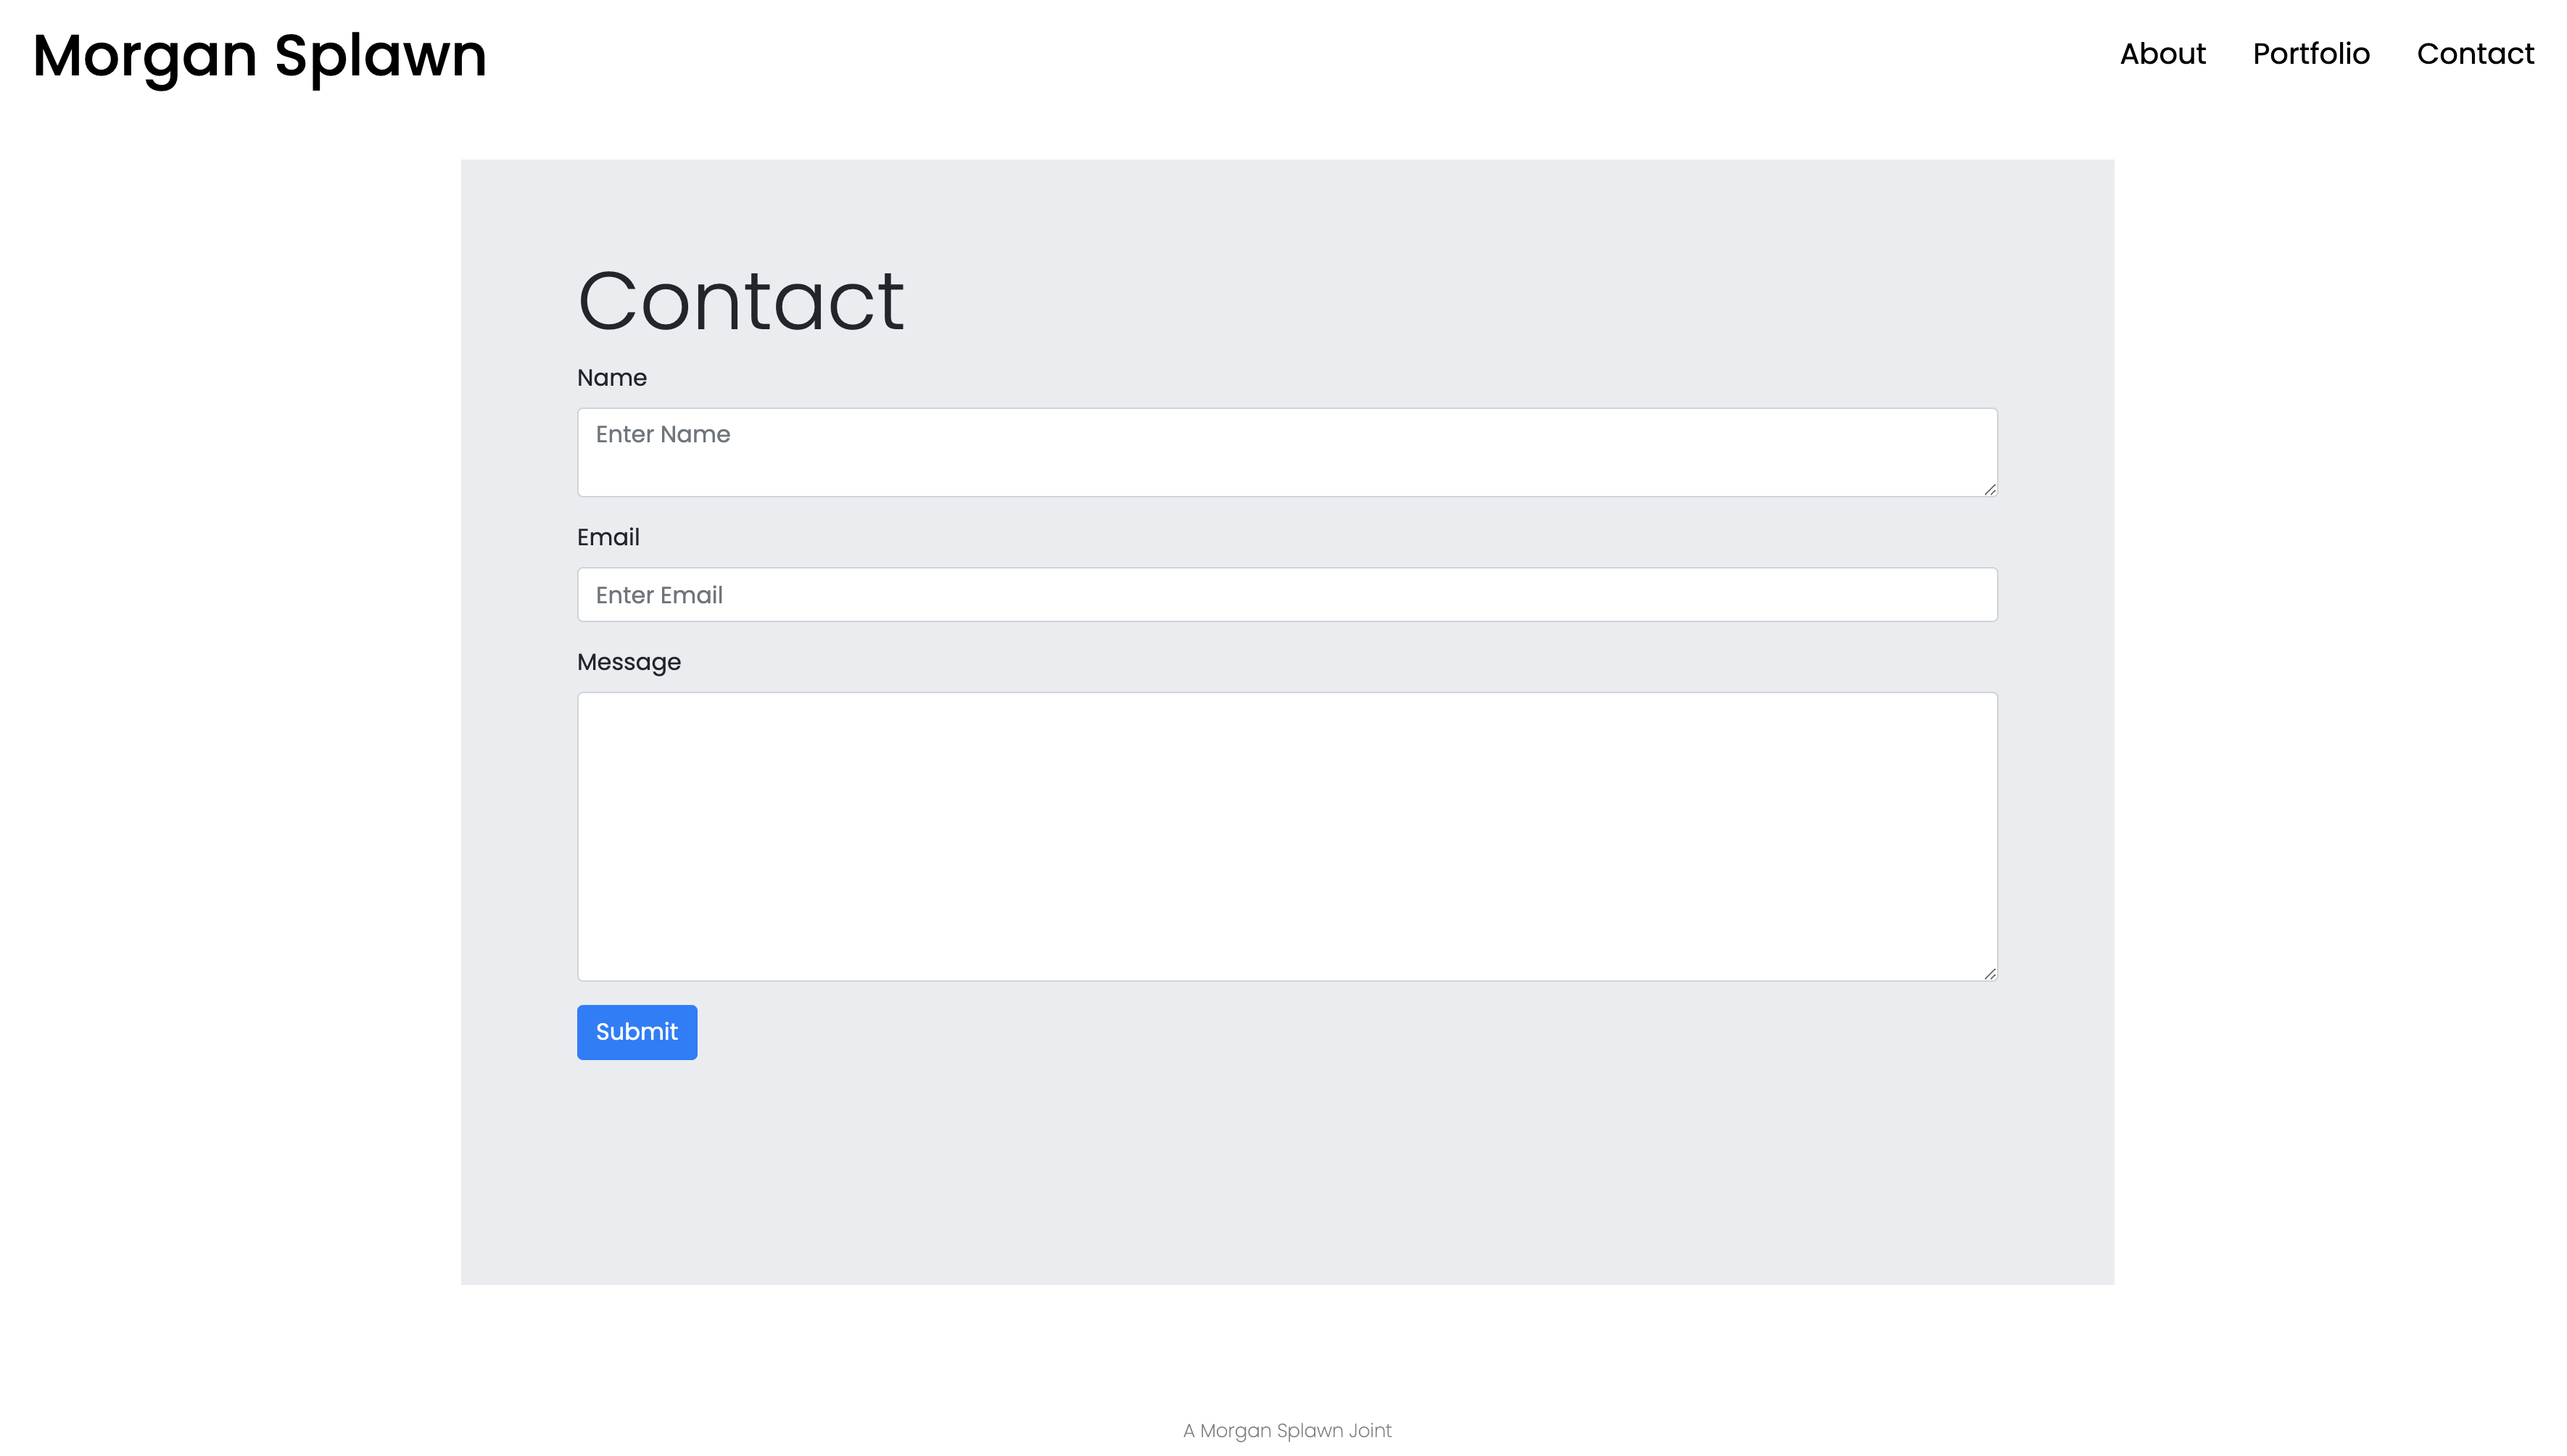 Morgan Splawn
About Portfolio Contact
Contact
Name
Enter Name
Email
Enter Email
Message
Submit
A Morgan Splawn Joint